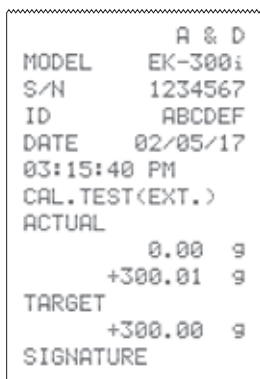 A & D
MODEL EK-300i
S/N 1234567
ID ABCDEF
DATE 02/05/17
03:15:40 PM
CAL.TEST(EXT.)
ACTUAL
0.00 g
+300.01 g
TARGET
+300.00 g
SIGNATURE